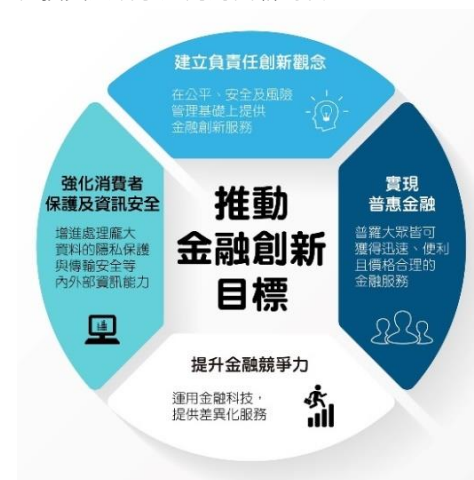 建立負責任創新觀念
在公平、安全及風險
管理基礎上提供
金融創新服務
強化消費者
保護及資訊安全
增進處理龐大
資料的隱私保護
與傳輸安全等
內外部資訊能力
推動
金融創新
目標
實現
普惠金融
普羅大眾皆可
獲得迅速、便利
且價格合理的
金融服務
提升金融競爭力
運用金融科技，
提供差異化服務